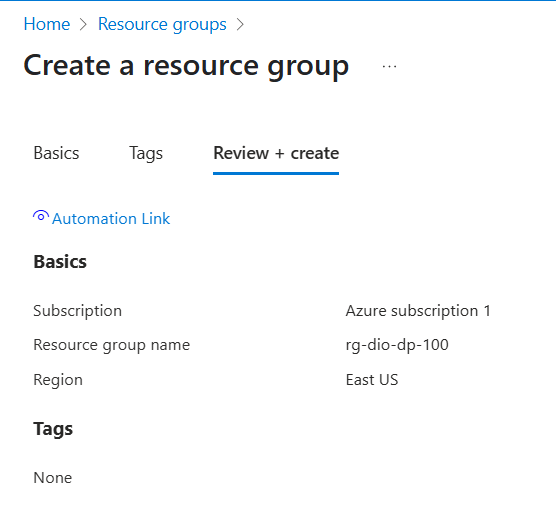 Home > Resource groups >
Create a resource group ...
Basics Tags Review + create
Automation Link
Basics
Subscription Azure subscription 1
Resource group name rg-dio-dp-100
Region East US
Tags
None